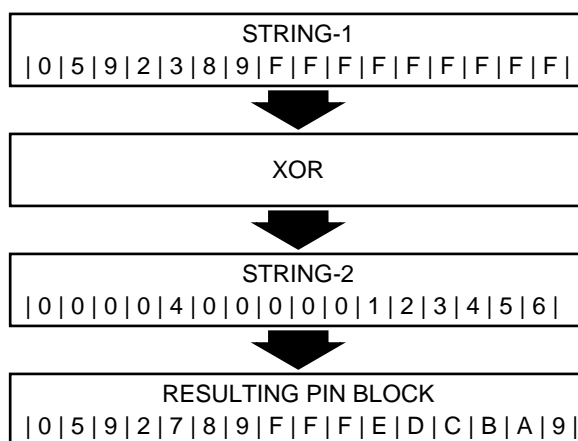 STRING-1
| 0 | 5 | 9 | 2 | 3 | 8 | 9 | F | F | F | F | F | F | F | F | F |
XOR
STRING-2
| 0 | 0 | 0 | 0 | 4 | 0 | 0 | 0 | 0 | 0 | 1 | 2 | 3 | 4 | 5 | 6 |
RESULTING PIN BLOCK
| 0 | 5 | 9 | 2 | 7 | 8 | 9 | F | F | F | E | D | C | B | A | 9 |